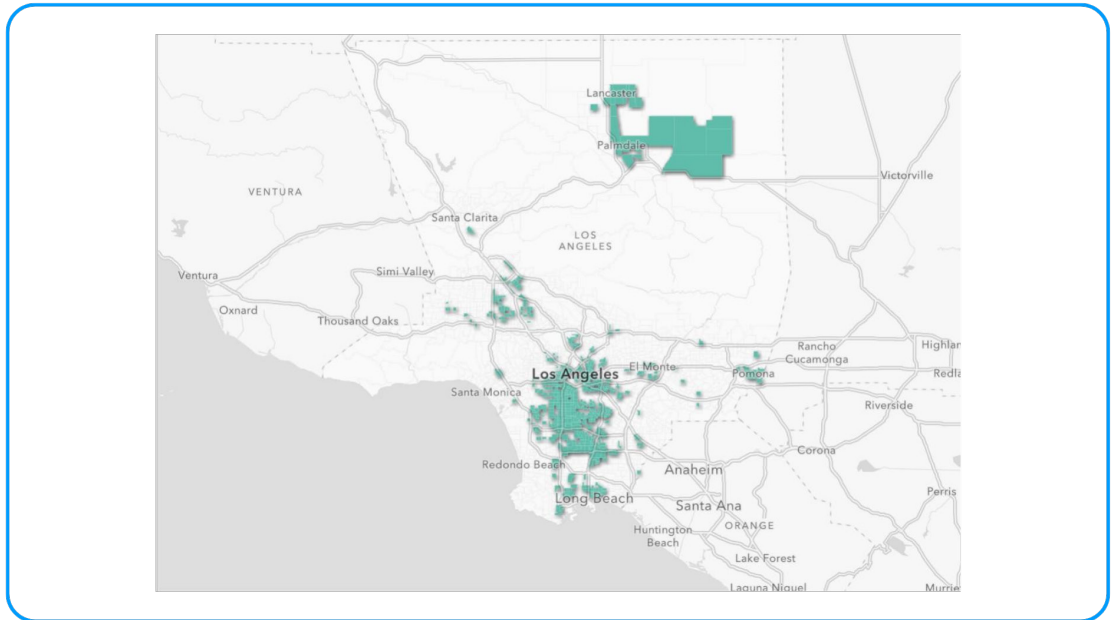 Lancaster
Palmdale
Victorville
VENTURA
Santa Clarita
LOS
ANGELES
Simi Valley
Ventura
Oxnard
Thousand Oaks
Rancho
Cucamonga
Highlan
Los Angeles
El Monte
Pomona
Redla
Santa Monica
Riverside
Corona
Redondo Beach
Anaheim
Perris
Long Beach
Santa Ana
ORANGE
Huntington
Beach
Lake Forest
Laguna Niguel
Murrie